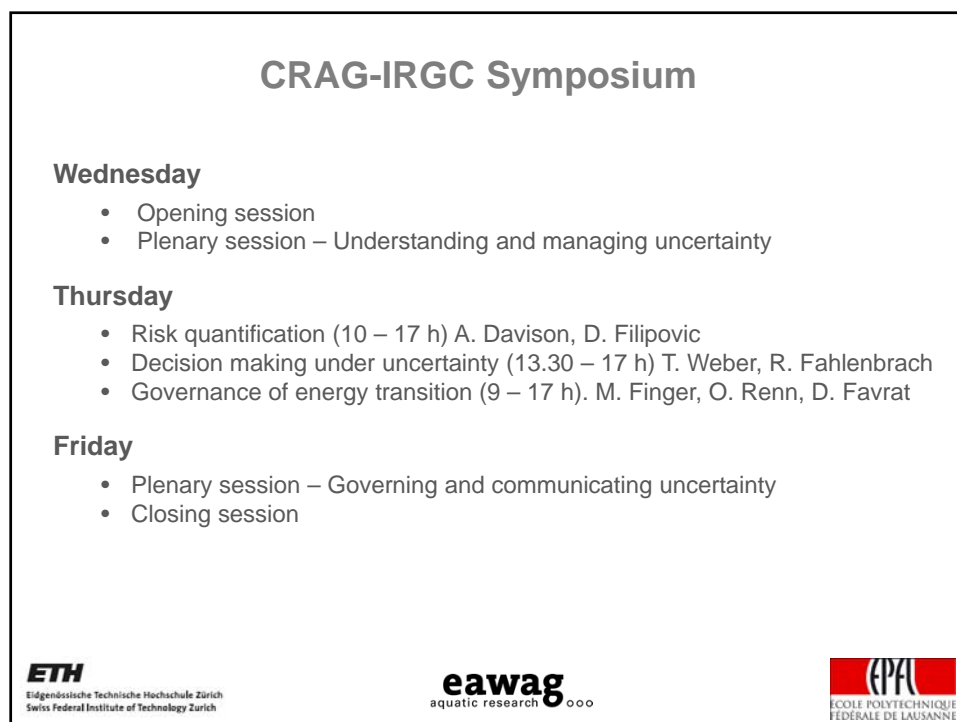 CRAG-IRGC Symposium
Wednesday
• Opening session
• Plenary session – Understanding and managing uncertainty
Thursday
• Risk quantification (10 – 17 h) A. Davison, D. Filipovic
• Decision making under uncertainty (13.30 – 17 h) T. Weber, R. Fahlenbrach
• Governance of energy transition (9 – 17 h). M. Finger, O. Renn, D. Favrat
Friday
• Plenary session – Governing and communicating uncertainty
• Closing session
ETH
Eidgenössische Technische Hochschule Zürich
Swiss Federal Institute of Technology Zurich
eawag
aquatic research ooo
EPFL
ÉCOLE POLYTECHNIQUE
FÉDÉRALE DE LAUSANNE